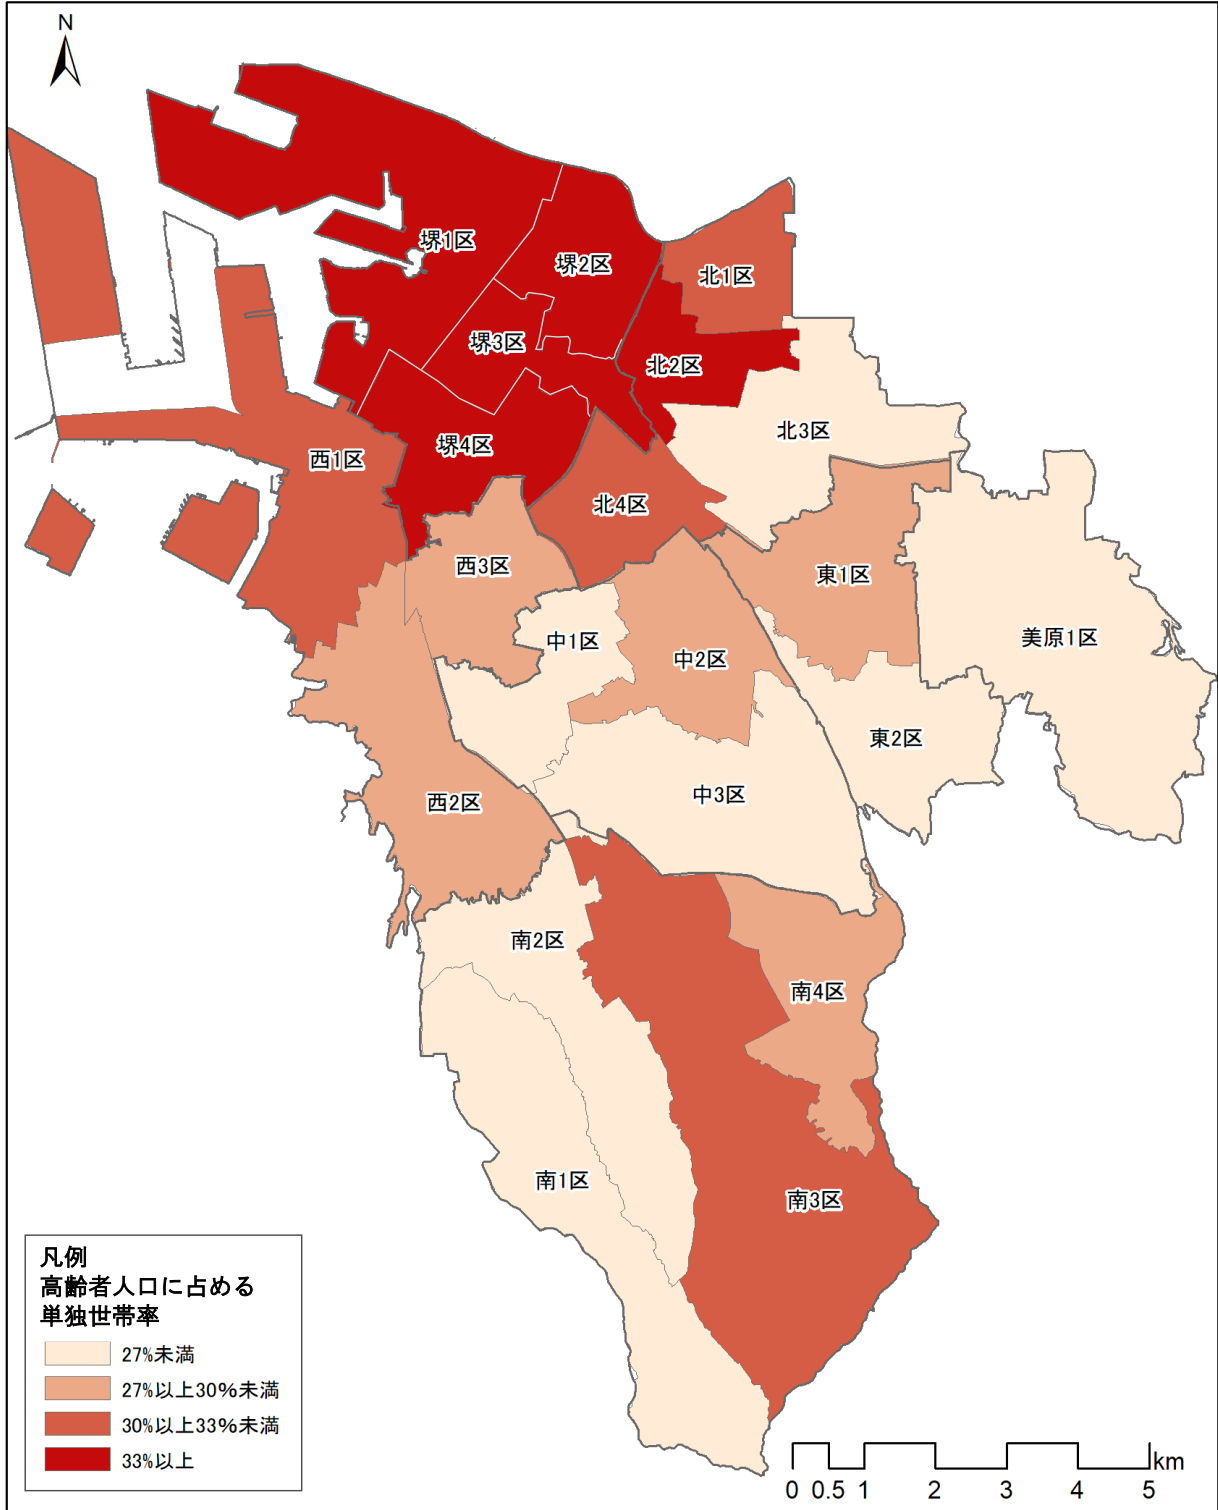 N
堺1区
堺2区
北1区
堺3区
北2区
北3区
堺4区
西1区
北4区
西3区
東1区
中1区
美原1区
中2区
東2区
中3区
西2区
南2区
南4区
南1区
南3区
凡例
高齢者人口に占める
単独世帯率
27%未満
27%以上30%未満
30%以上33%未満
33%以上
km
0 0.5 1 2 3 4 5